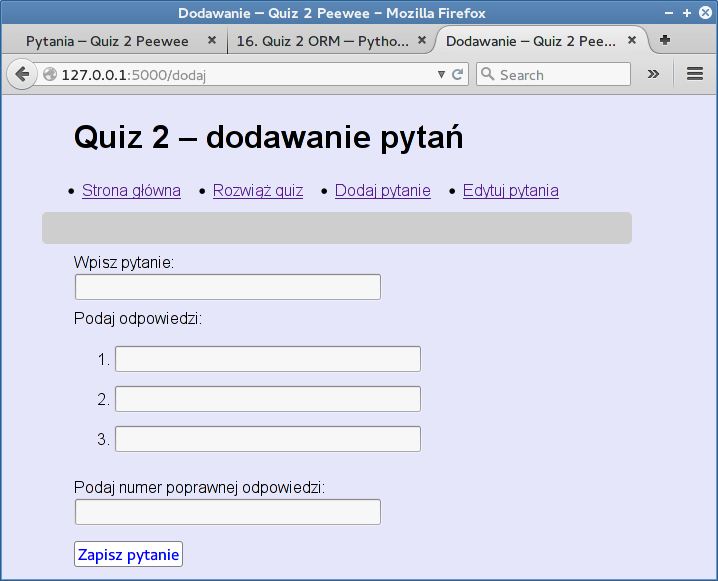 Dodawanie – Quiz 2 Peewee – Mozilla Firefox
Pytania – Quiz 2 Peewee
16. Quiz 2 ORM — Pytho...
Dodawanie – Quiz 2 Pee...
127.0.0.1:5000/dodaj
Search
Quiz 2 – dodawanie pytań
• Strona główna • Rozwiąż quiz • Dodaj pytanie • Edytuj pytania
Wpisz pytanie:
Podaj odpowiedzi:
1.
2.
3.
Podaj numer poprawnej odpowiedzi:
Zapisz pytanie